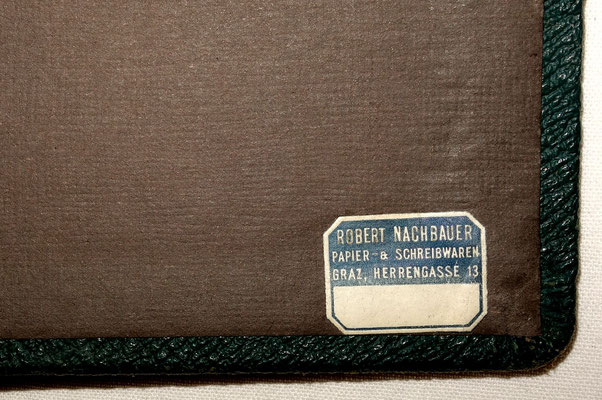 ROBERT NACHBAUER
PAPIER- & SCHREIBWAREN
GRAZ, HERRENGASSE 13